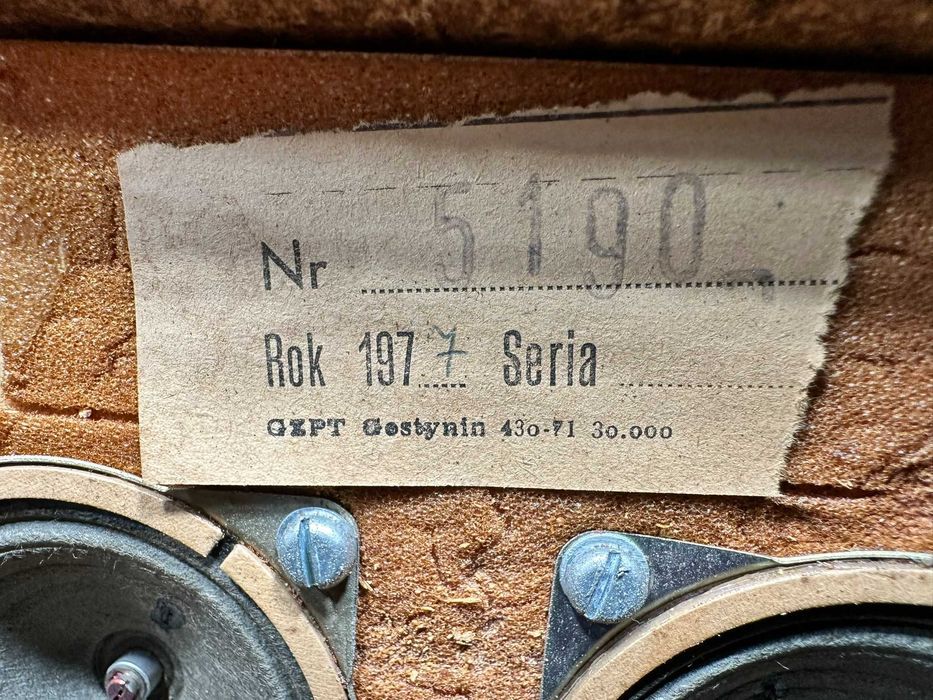 Nr 5190
Rok 1977 Seria
GZPT Gostynin 430-71 30.000